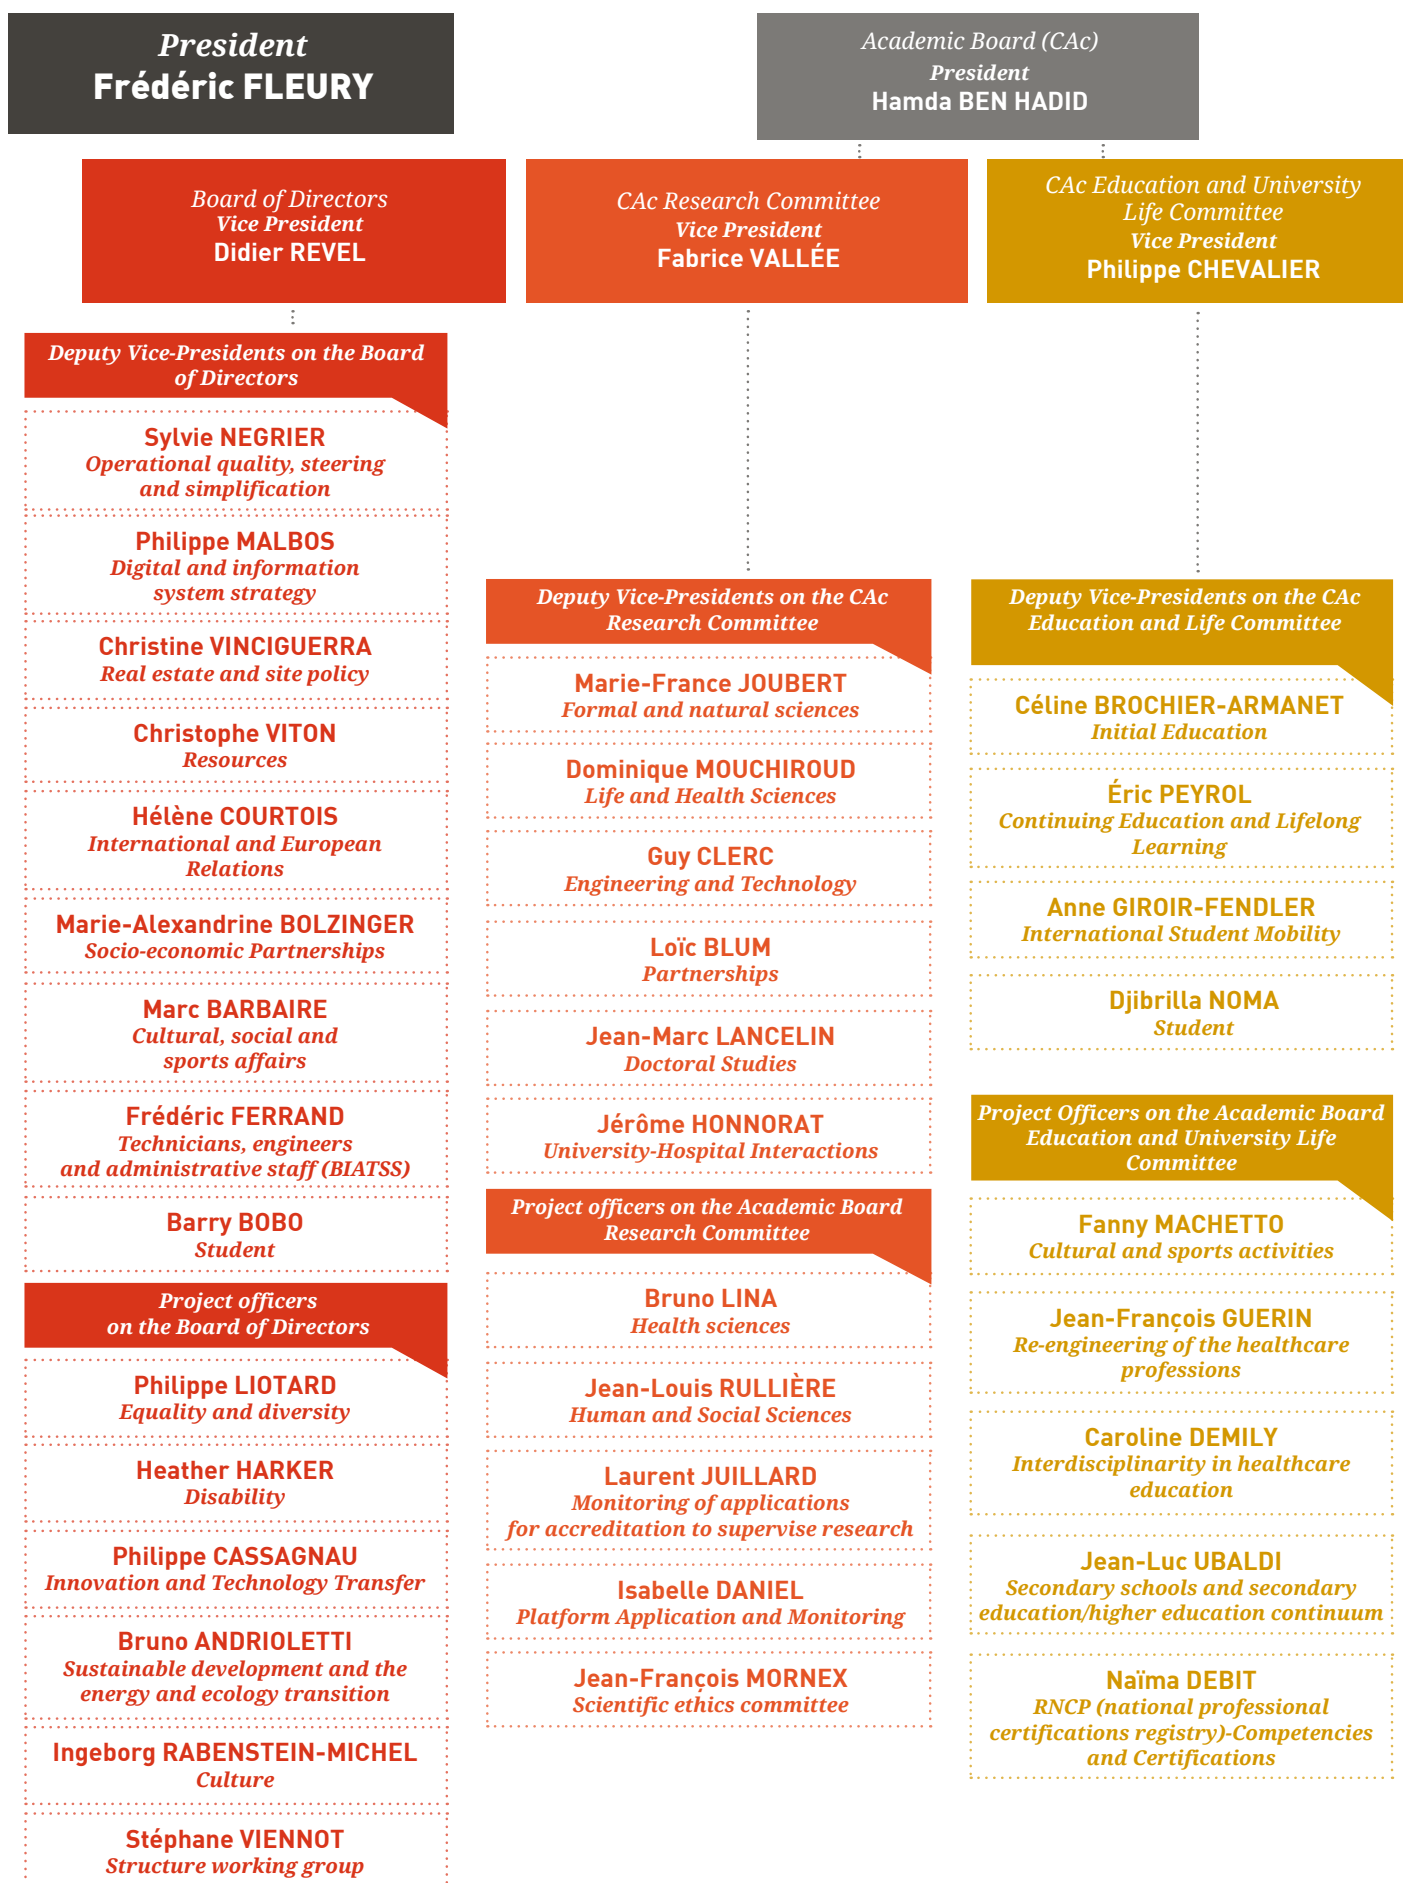 President
Frédéric FLEURY
Academic Board (CAc)
President
Hamda BEN HADID
Board of Directors
Vice President
Didier REVEL
CAc Research Committee
Vice President
Fabrice VALLÉE
CAc Education and University
Life Committee
Vice President
Philippe CHEVALIER
Deputy Vice-Presidents on the Board
of Directors
Sylvie NEGRIER
Operational quality, steering
and simplification
Philippe MALBOS
Digital and information
system strategy
Christine VINCIGUERRA
Real estate and site policy
Christophe VITON
Resources
Hélène COURTOIS
International and European
Relations
Marie-Alexandrine BOLZINGER
Socio-economic Partnerships
Marc BARBAIRE
Cultural, social and
sports affairs
Frédéric FERRAND
Technicians, engineers
and administrative staff (BIATSS)
Barry BOBO
Student
Project officers
on the Board of Directors
Philippe LIOTARD
Equality and diversity
Heather HARKER
Disability
Philippe CASSAGNAU
Innovation and Technology Transfer
Bruno ANDRIOLETTI
Sustainable development and the
energy and ecology transition
Ingeborg RABENSTEIN-MICHEL
Culture
Stéphane VIENNOT
Structure working group
Deputy Vice-Presidents on the CAc
Research Committee
Marie-France JOUBERT
Formal and natural sciences
Dominique MOUCHIROUD
Life and Health Sciences
Guy CLERC
Engineering and Technology
Loïc BLUM
Partnerships
Jean-Marc LANCELIN
Doctoral Studies
Jérôme HONNORAT
University-Hospital Interactions
Project officers on the Academic Board
Research Committee
Bruno LINA
Health sciences
Jean-Louis RULLIÈRE
Human and Social Sciences
Laurent JUILLARD
Monitoring of applications
for accreditation to supervise research
Isabelle DANIEL
Platform Application and Monitoring
Jean-François MORNEX
Scientific ethics committee
Deputy Vice-Presidents on the CAc
Education and Life Committee
Céline BROCHIER-ARMANET
Initial Education
Éric PEYROL
Continuing Education and Lifelong
Learning
Anne GIROIR-FENDLER
International Student Mobility
Djibrilla NOMA
Student
Project Officers on the Academic Board
Education and University Life
Committee
Fanny MACHETTO
Cultural and sports activities
Jean-François GUERIN
Re-engineering of the healthcare
professions
Caroline DEMILY
Interdisciplinarity in healthcare
education
Jean-Luc UBALDI
Secondary schools and secondary
education/higher education continuum
Naïma DEBIT
RNCP (national professional
certifications registry)-Competencies
and Certifications